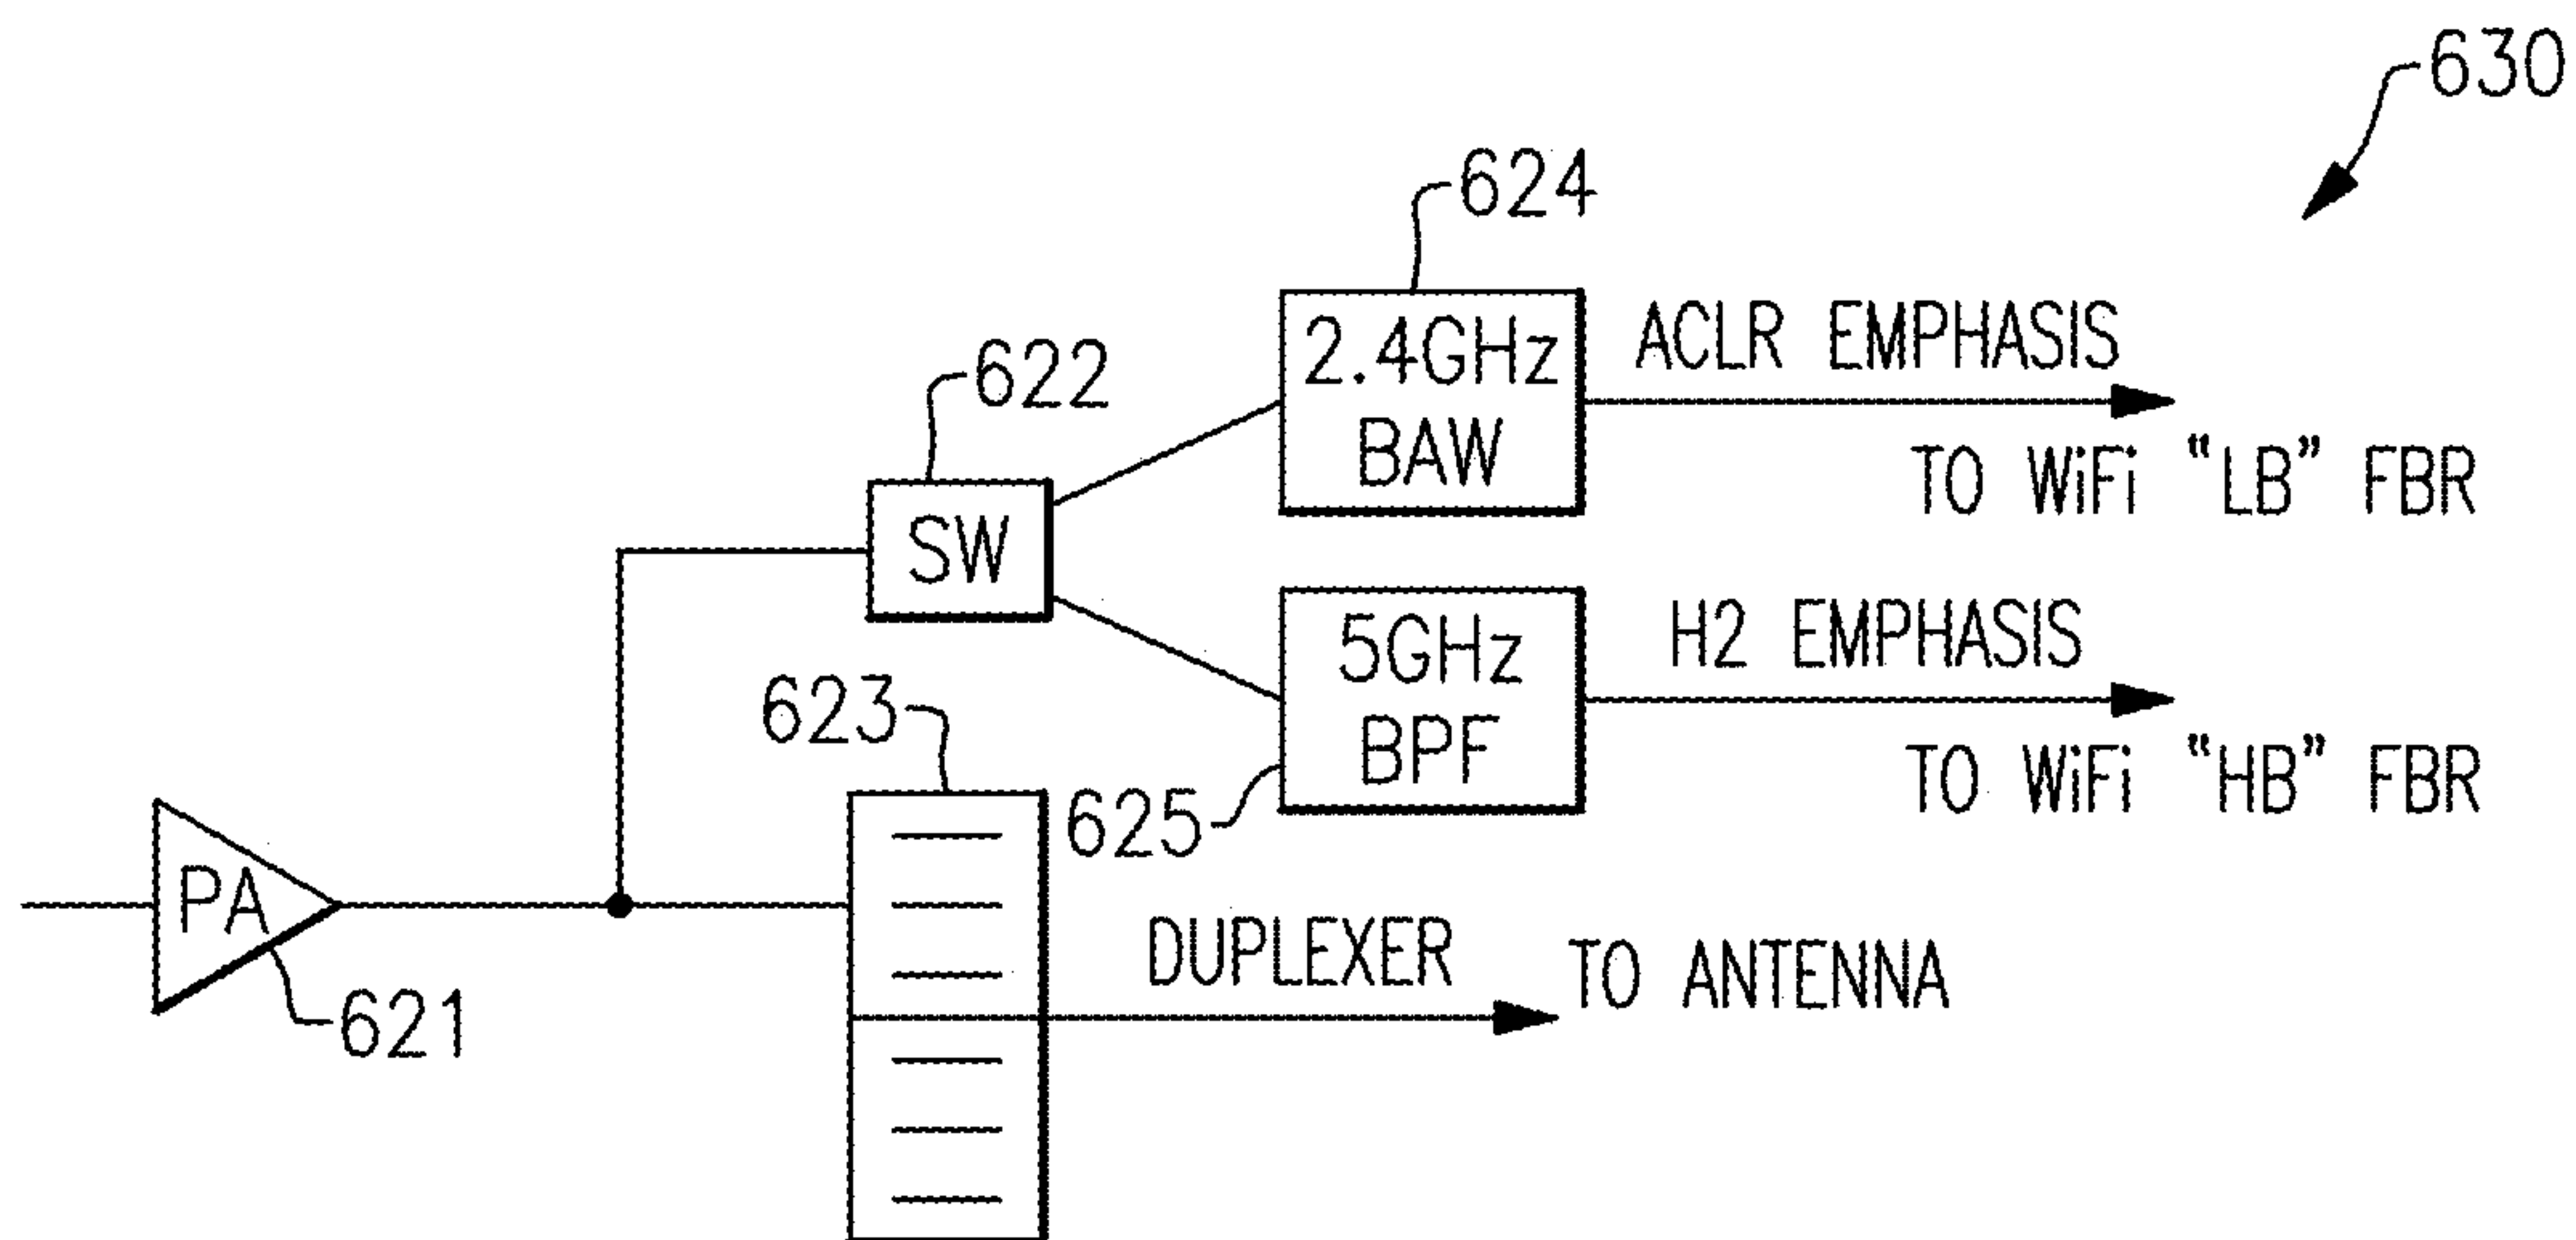 630
624
2.4GHz
BAW
ACLR EMPHASIS
TO WiFi “LB” FBR
622
SW
5GHz
BPF
H2 EMPHASIS
TO WiFi “HB” FBR
625
623
PA
621
DUPLEXER
TO ANTENNA